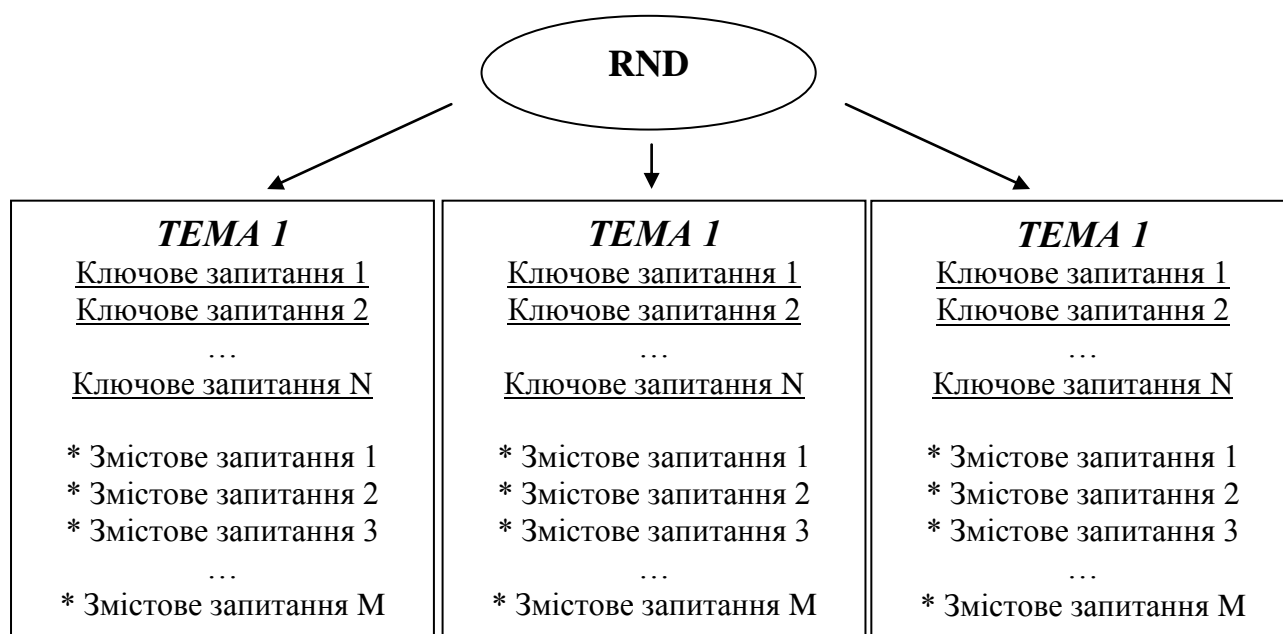 RND
ТЕМА 1
Ключове запитання 1
Ключове запитання 2
…
Ключове запитання N
* Змістове запитання 1
* Змістове запитання 2
* Змістове запитання 3
…
* Змістове запитання М
ТЕМА 1
Ключове запитання 1
Ключове запитання 2
…
Ключове запитання N
* Змістове запитання 1
* Змістове запитання 2
* Змістове запитання 3
…
* Змістове запитання М
ТЕМА 1
Ключове запитання 1
Ключове запитання 2
…
Ключове запитання N
* Змістове запитання 1
* Змістове запитання 2
* Змістове запитання 3
…
* Змістове запитання М